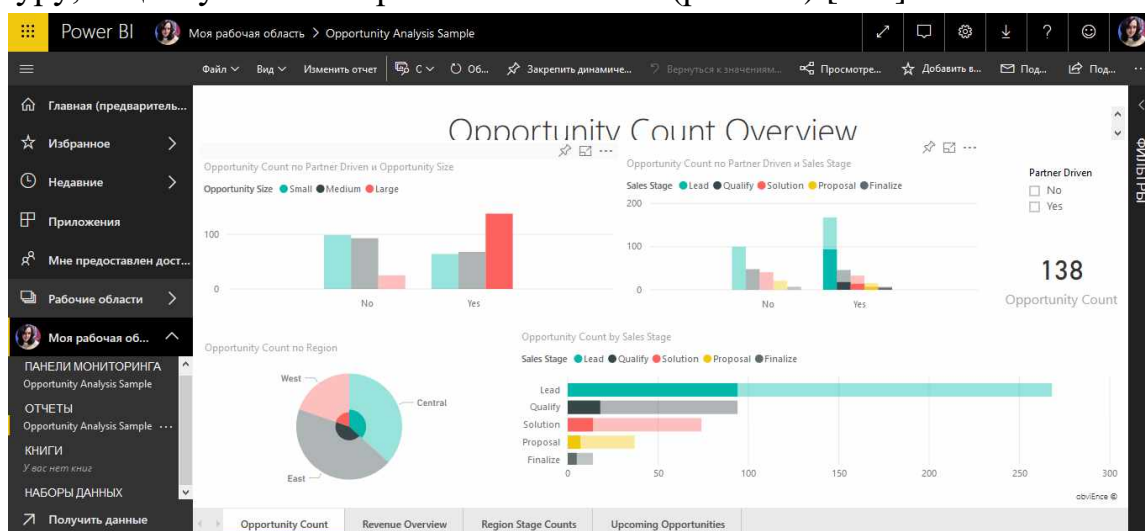 Power BI
Моя рабочая область > Opportunity Analysis Sample
Файл Вид Изменить отчет С Об... Закрепить динамиче... Вернуться к значениям... Просмотре... Добавить в... Под... Под...
Главная (предваритель...
Избранное
Недавние
Приложения
Мне предоставлен дост...
Рабочие области
Моя рабочая об...
ПАНЕЛИ МОНИТОРИНГА
Opportunity Analysis Sample
ОТЧЕТЫ
Opportunity Analysis Sample ...
КНИГИ
У вас нет книг
НАБОРЫ ДАННЫХ
Получить данные
Opportunity Count Overview
Opportunity Count по Partner Driven и Opportunity Size
Opportunity Size Small Medium Large
100
0
No Yes
Opportunity Count по Partner Driven и Sales Stage
Sales Stage Lead Qualify Solution Proposal Finalize
200
100
0
No Yes
Partner Driven
No
Yes
138
Opportunity Count
ФИЛЬТРЫ
Opportunity Count по Region
West
Central
East
Opportunity Count by Sales Stage
Sales Stage Lead Qualify Solution Proposal Finalize
Lead
Qualify
Solution
Proposal
Finalize
0 50 100 150 200 250 300
obviEnce ©
Opportunity Count Revenue Overview Region Stage Counts Upcoming Opportunities